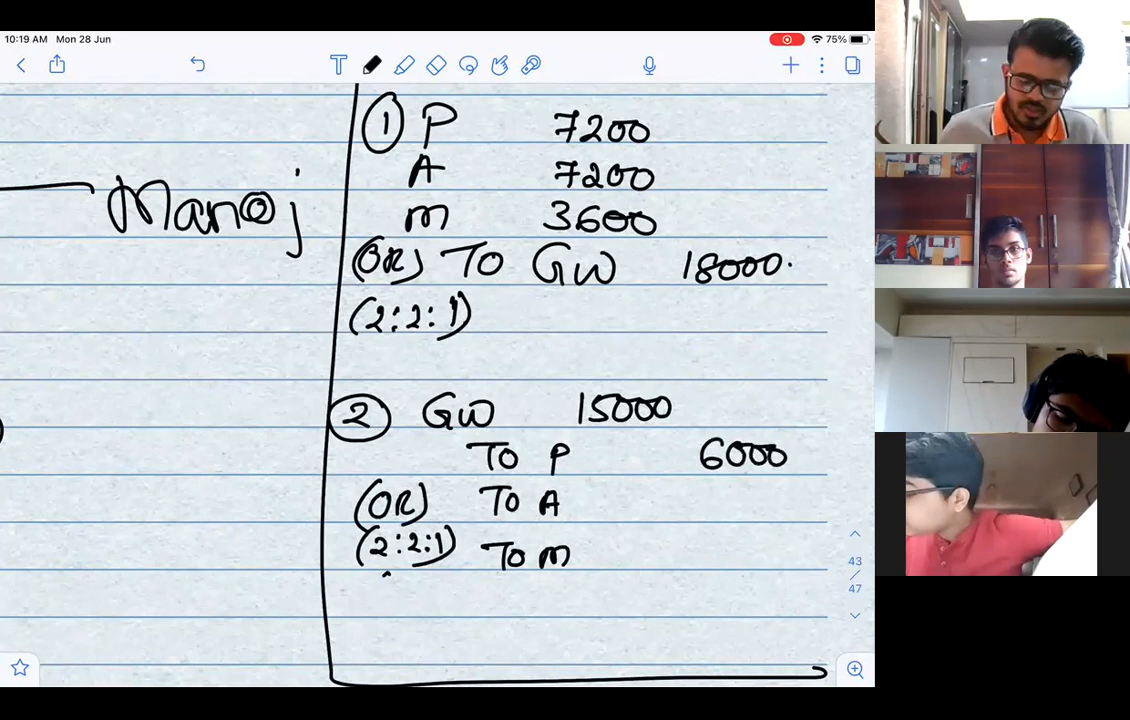 10:19 AM Mon 28 Jun
75%
Manoj
① P 7200
A 7200
M 3600
(OR) TO GW 18000.
(2:2:1)
② GW 15000
TO P 6000
(OR) TO A
(2:2:1) TO M
43
/
47